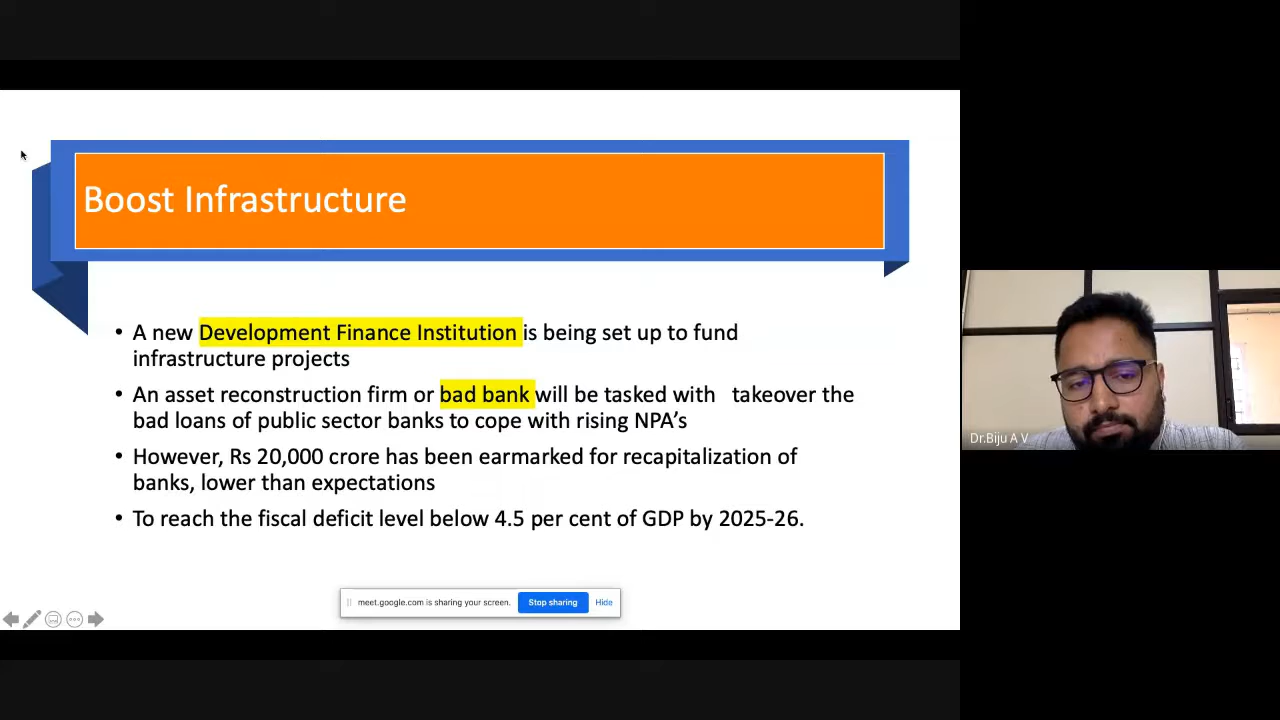 Boost Infrastructure
• A new Development Finance Institution is being set up to fund
infrastructure projects
• An asset reconstruction firm or bad bank will be tasked with takeover the
bad loans of public sector banks to cope with rising NPA’s
• However, Rs 20,000 crore has been earmarked for recapitalization of
banks, lower than expectations
• To reach the fiscal deficit level below 4.5 per cent of GDP by 2025-26.
Dr.Biju A V
meet.google.com is sharing your screen. Stop sharing Hide